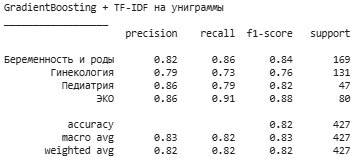 GradientBoosting + TF-IDF на униграммы
precision recall f1-score support
Беременность и роды 0.82 0.86 0.84 169
Гинекология 0.79 0.73 0.76 131
Педиатрия 0.86 0.79 0.82 47
ЭКО 0.86 0.91 0.88 80
accuracy 0.82 427
macro avg 0.83 0.82 0.83 427
weighted avg 0.82 0.82 0.82 427